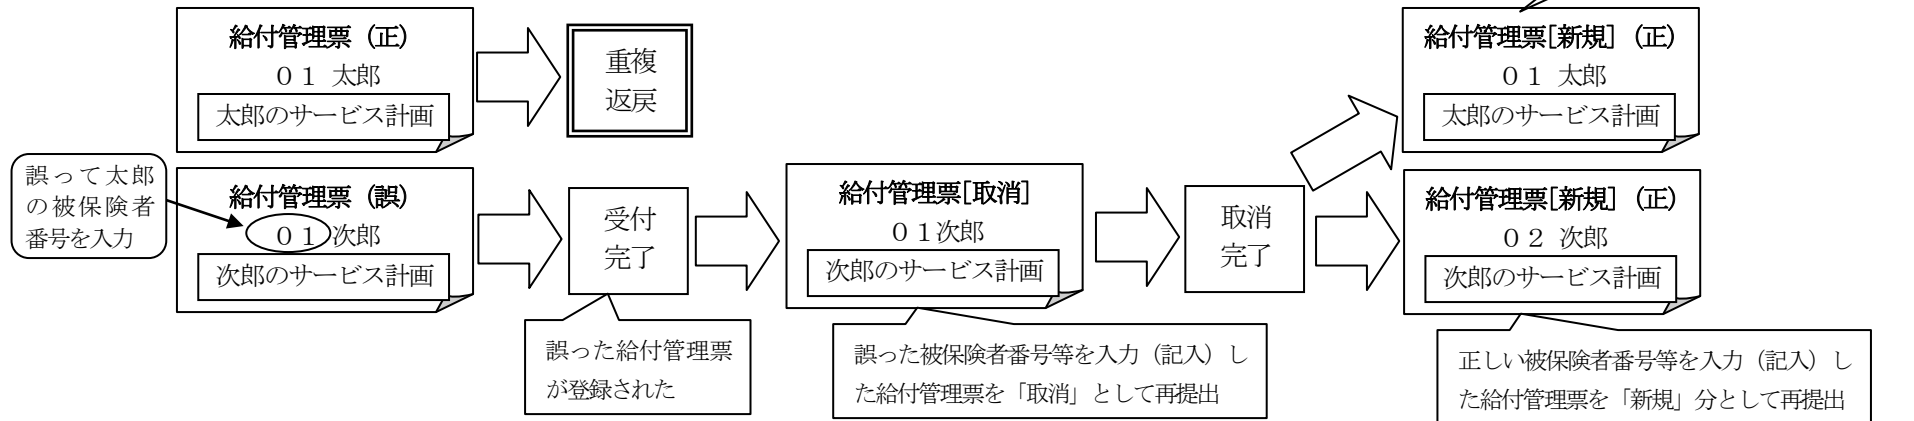 給付管理票（正）
０１ 太郎
太郎のサービス計画
重複
返戻
給付管理票[新規]（正）
０１ 太郎
太郎のサービス計画
誤って太郎
の被保険者
番号を入力
給付管理票（誤）
０１次郎
次郎のサービス計画
受付
完了
誤った給付管理票
が登録された
給付管理票[取消]
０１次郎
次郎のサービス計画
誤った被保険者番号等を入力（記入）し
た給付管理票を「取消」として再提出
取消
完了
給付管理票[新規]（正）
０２ 次郎
次郎のサービス計画
正しい被保険者番号等を入力（記入）し
た給付管理票を「新規」分として再提出